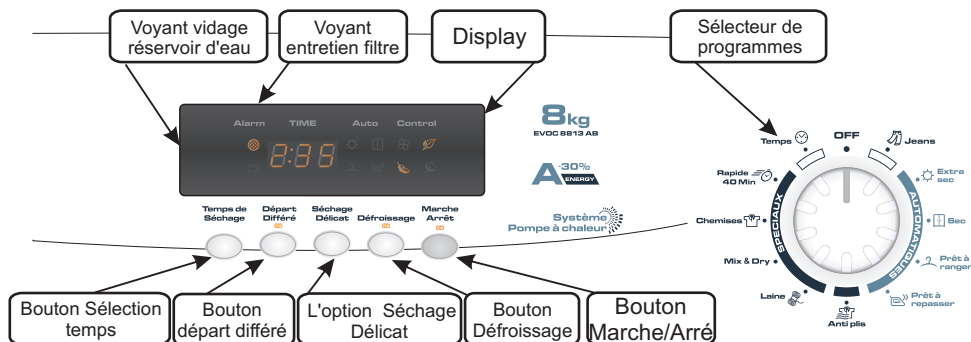 Voyant vidage
réservoir d'eau
Voyant
entretien filtre
Display
Sélecteur de
programmes
Alarm TIME Auto Control
2:35
8kg
EVOC 8813 AB
A-30%
ENERGY
Système
Pompe à chaleur
Temps de
Séchage
Départ
Différé
Séchage
Délicat
Défroissage
Marche
Arrêt
OFF
Temps
Jeans
Rapide
40 Min
Extra
sec
Chemises
Sec
Mix & Dry
Prêt à
ranger
Laine
Prêt à
repasser
Anti plis
SPECIAUX
AUTOMATIQUES
Bouton Sélection
temps
Bouton
départ différé
L'option Séchage
Délicat
Bouton
Défroissage
Bouton
Marche/Arré